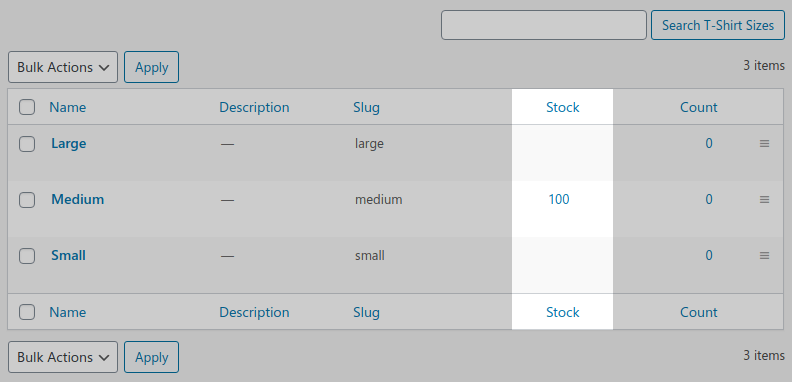 Search T-Shirt Sizes
Bulk Actions Apply 3 items
Name Description Slug Stock Count
Large — large 0
Medium — medium 100 0
Small — small 0
Name Description Slug Stock Count
Bulk Actions Apply 3 items